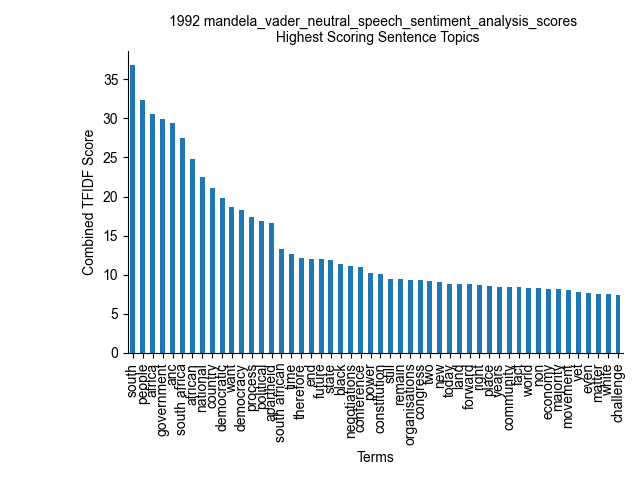 1992 mandela_vader_neutral_speech_sentiment_analysis_scores
Highest Scoring Sentence Topics
Combined TFIDF Score
35
30
25
20
15
10
5
0
south
people
africa
government
anc
south africa
african
national
country
democratic
want
democracy
process
political
apartheid
south african
time
therefore
end
future
state
black
negotiations
conference
power
constitution
still
remain
organisations
congress
two
new
today
land
forward
right
place
years
community
fact
world
non
economy
majority
movement
yet
even
matter
white
challenge
Terms